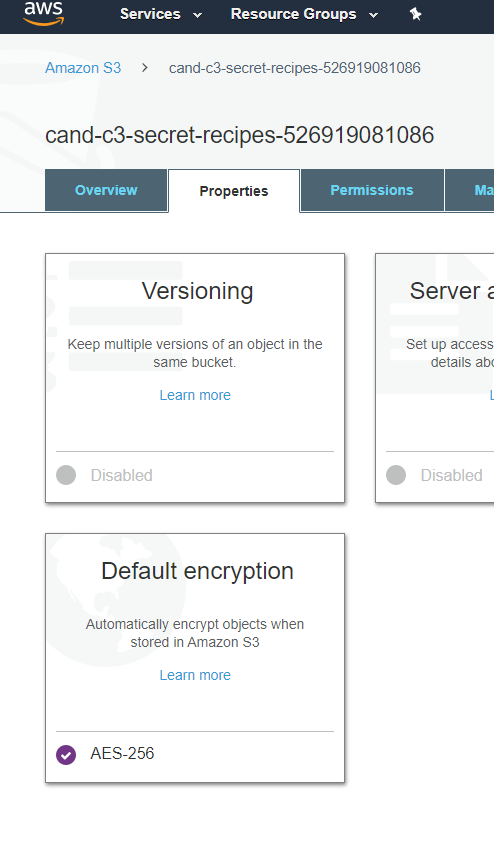 aws Services Resource Groups
Amazon S3 > cand-c3-secret-recipes-526919081086
cand-c3-secret-recipes-526919081086
Overview Properties Permissions Ma
Versioning
Keep multiple versions of an object in the
same bucket.
Learn more
Disabled
Server a
Set up access
details abo
L
Disabled
Default encryption
Automatically encrypt objects when
stored in Amazon S3
Learn more
AES-256